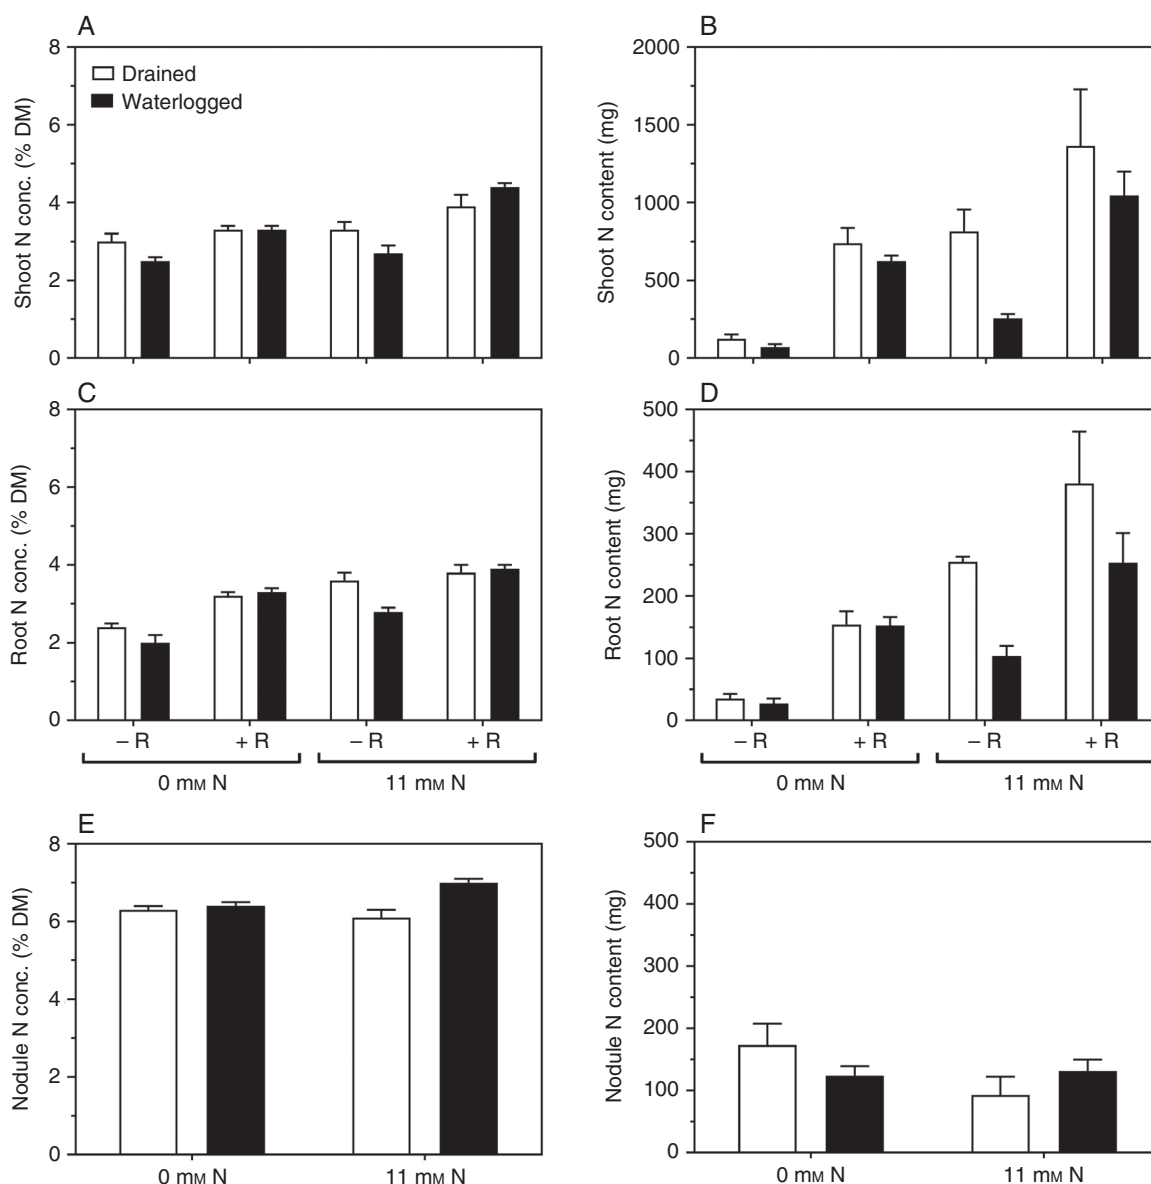 A
8
6
4
2
0
Shoot N conc. (% DM)
Drained
Waterlogged
B
2000
1500
1000
500
0
Shoot N content (mg)
C
8
6
4
2
0
Root N conc. (% DM)
– R
+ R
– R
+ R
0 mM N
11 mM N
D
500
400
300
200
100
0
Root N content (mg)
– R
+ R
– R
+ R
0 mM N
11 mM N
E
8
6
4
2
0
Nodule N conc. (% DM)
0 mM N
11 mM N
F
500
400
300
200
100
0
Nodule N content (mg)
0 mM N
11 mM N